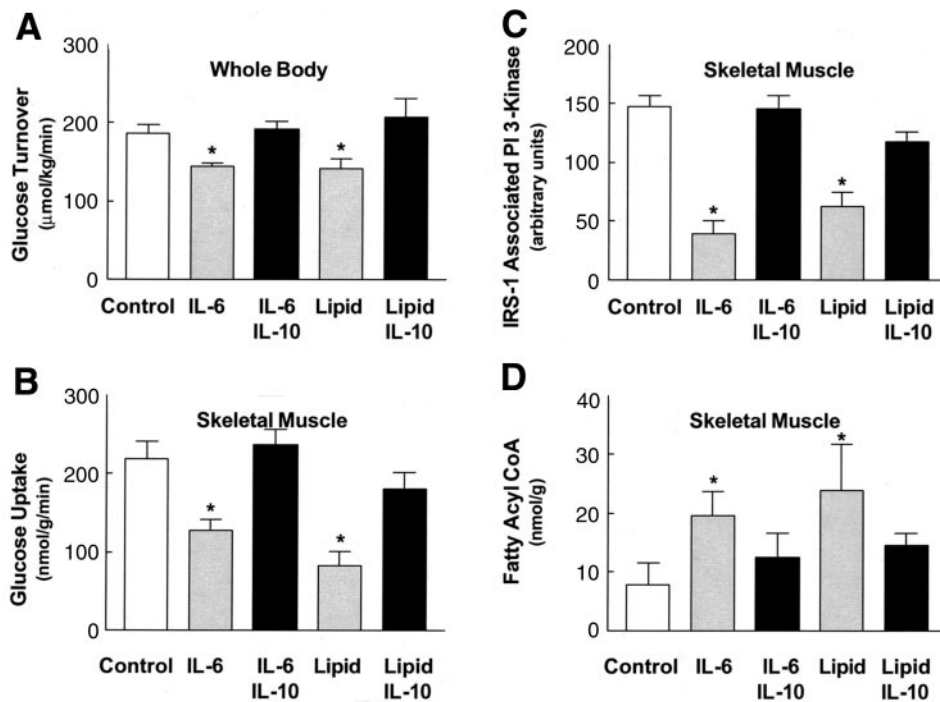 A
300
200
100
0
Glucose Turnover
(μmol/kg/min)
Whole Body
*
*
Control IL-6 IL-6 Lipid Lipid
IL-10 IL-10
B
300
200
100
0
Glucose Uptake
(nmol/g/min)
Skeletal Muscle
*
*
Control IL-6 IL-6 Lipid Lipid
IL-10 IL-10
C
200
150
100
50
0
IRS-1 Associated PI 3-Kinase
(arbitrary units)
Skeletal Muscle
*
*
Control IL-6 IL-6 Lipid Lipid
IL-10 IL-10
D
40
30
20
10
0
Fatty Acyl CoA
(nmol/g)
Skeletal Muscle
*
*
Control IL-6 IL-6 Lipid Lipid
IL-10 IL-10